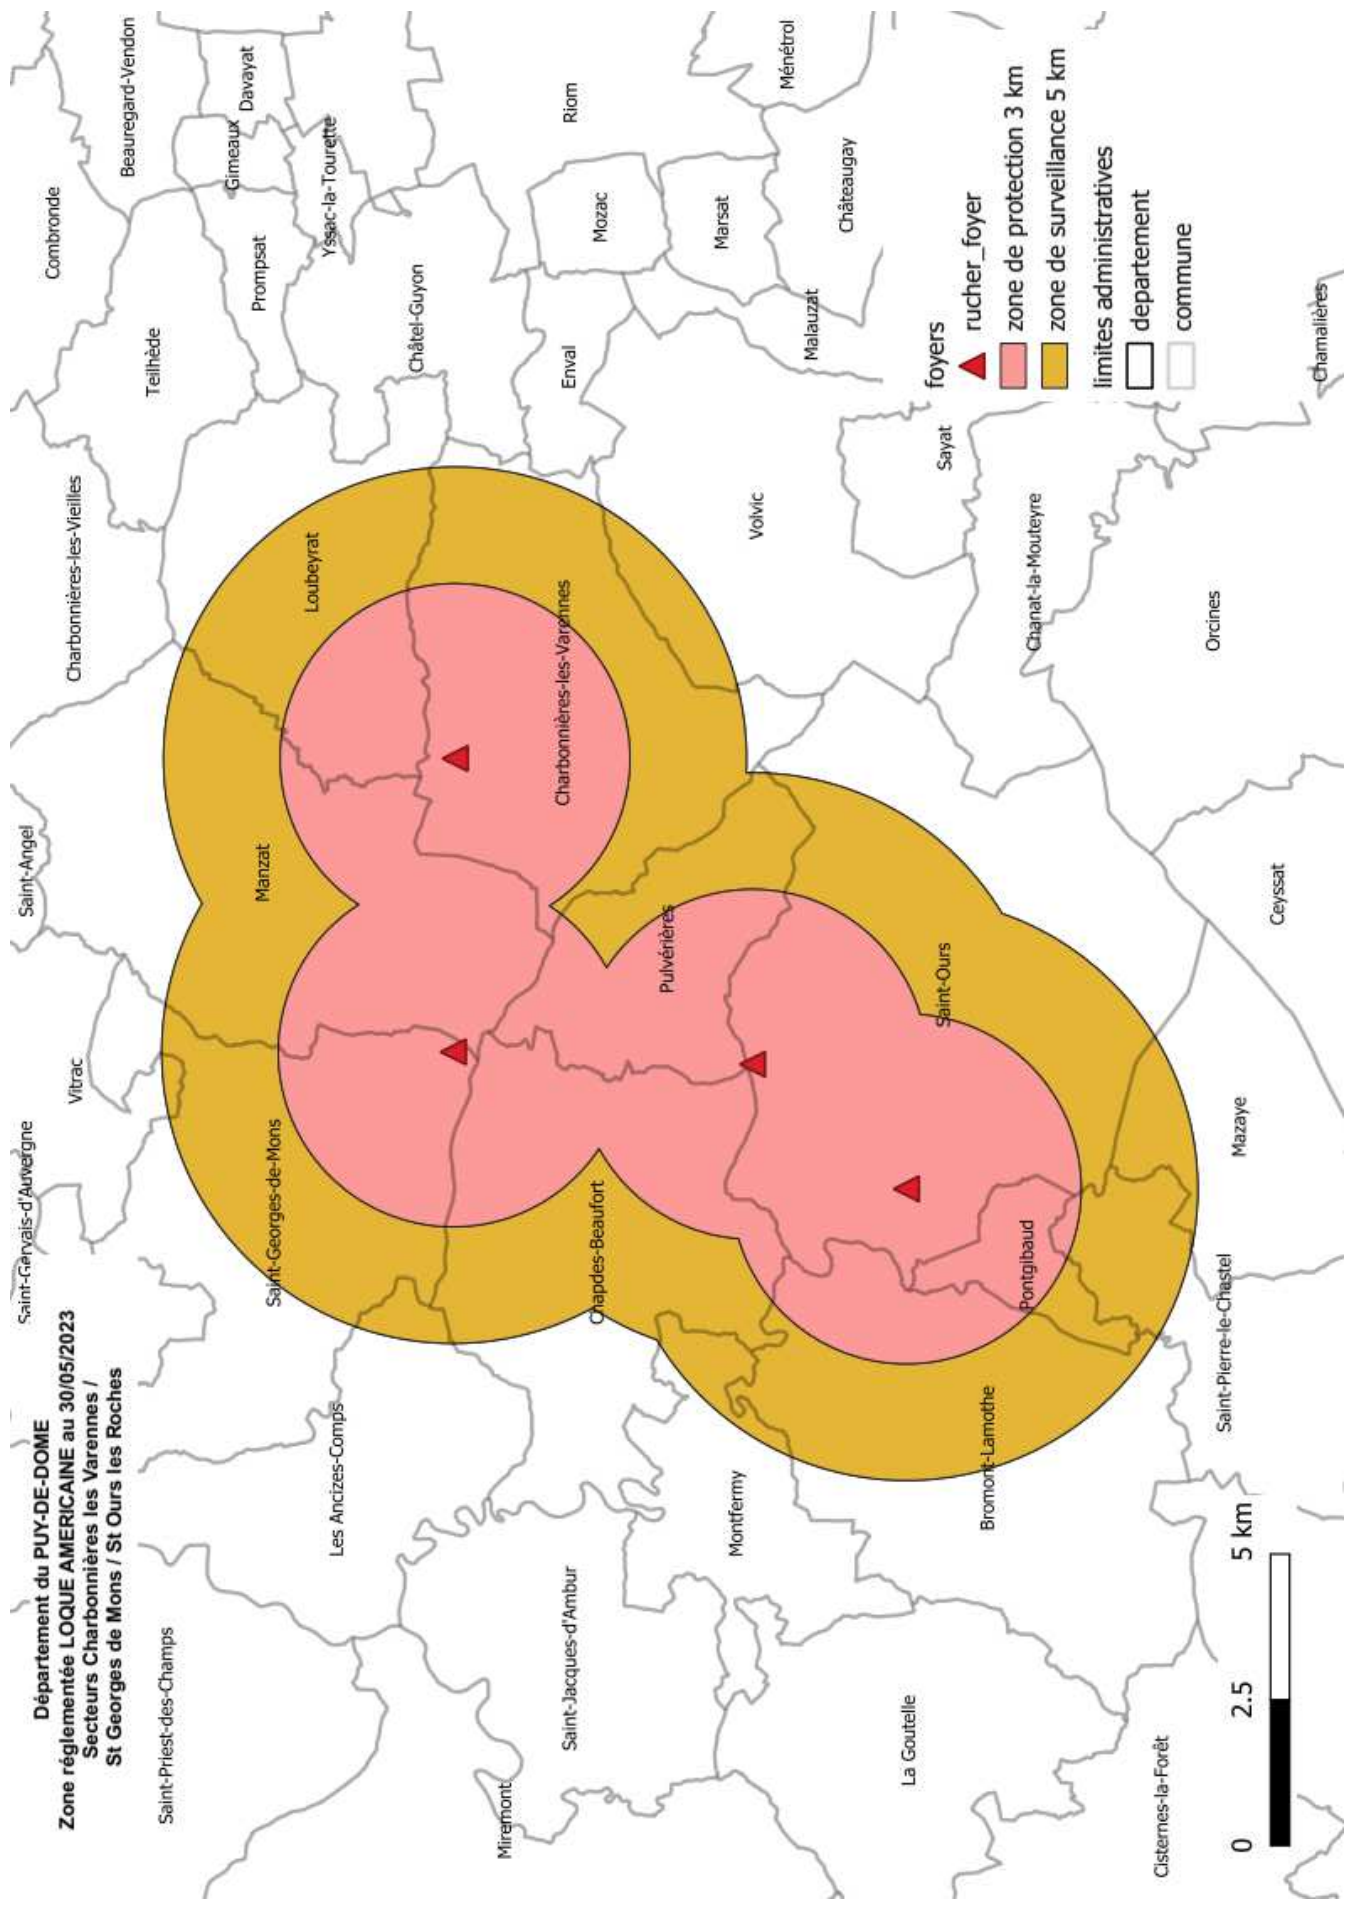 Département du PUY-DE-DOME
Zone réglementée LOQUE AMERICAINE au 30/05/2023
Secteurs Charbonnières les Varennes /
St Georges de Mons / St Ours les Roches
Saint-Gervais-d'Auvergne
Saint-Angel
Combronde
Vitrac
Charbonnières-les-Vieilles
Beauregard-Vendon
Teilhède
Saint-Priest-des-Champs
Gimeaux
Davayat
Prompsat
Manzat
Saint-Georges-de-Mons
Loubeyrat
Yssac-la-Tourette
Les Ancizes-Comps
Châtel-Guyon
Miremont
Saint-Jacques-d'Ambur
Charbonnières-les-Varennes
Enval
Riom
Chapdes-Beaufort
Mozac
Pulvérières
Marsat
Montfermy
Volvic
Ménétrol
Malauzat
Châteaugay
La Goutelle
Saint-Ours
Sayat
Bromont-Lamothe
Pontgibaud
Chanat-la-Mouteyre
Cisternes-la-Forêt
Orcines
Saint-Pierre-le-Chastel
Mazaye
Ceyssat
Chamalières
foyers
rucher_foyer
zone de protection 3 km
zone de surveillance 5 km
limites administratives
departement
commune
0 2.5 5 km